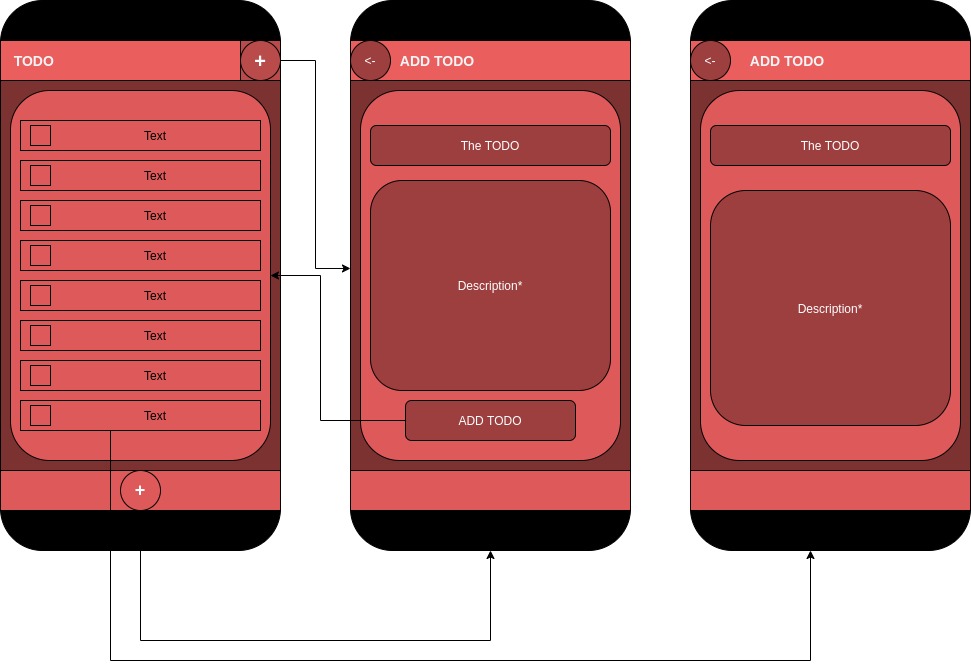 TODO
+
Text
Text
Text
Text
Text
Text
Text
Text
+
<-
ADD TODO
The TODO
Description*
ADD TODO
<-
ADD TODO
The TODO
Description*